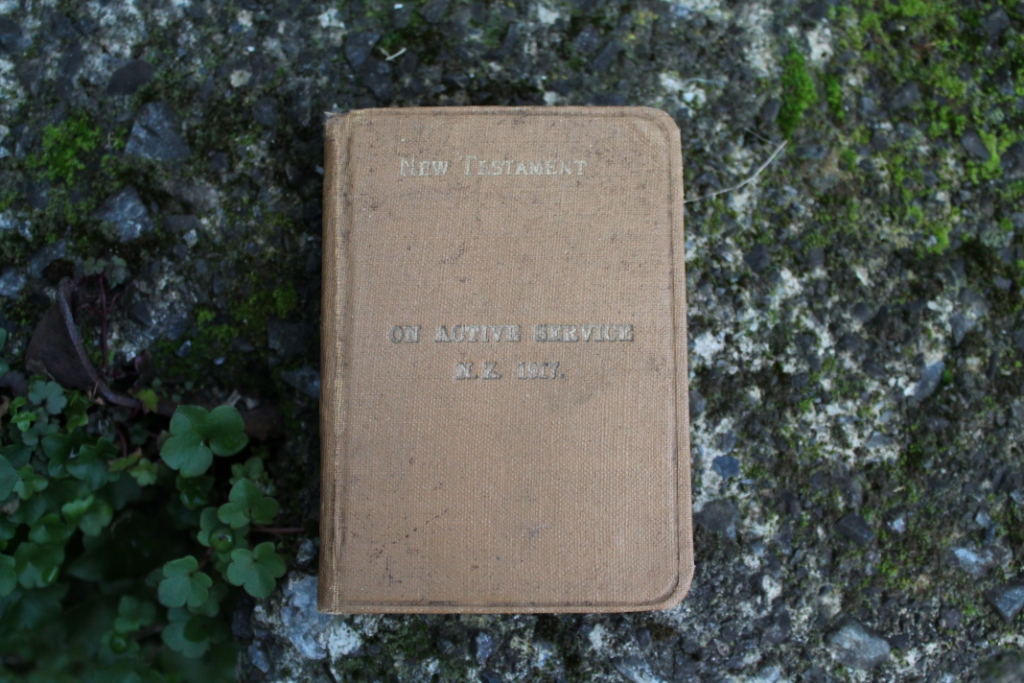 NEW TESTAMENT
ON ACTIVE SERVICE
N. Z. 1917.